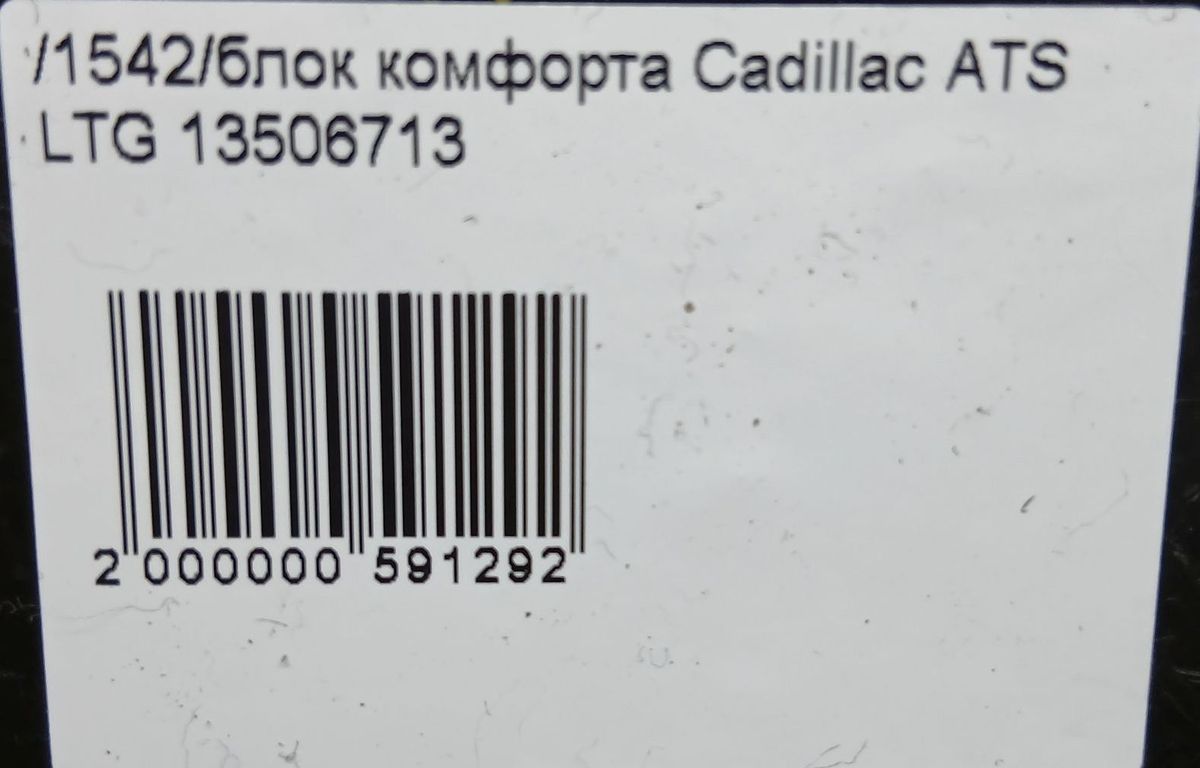 /1542/блок комфорта Cadillac ATS
LTG 13506713
2 000000 591292